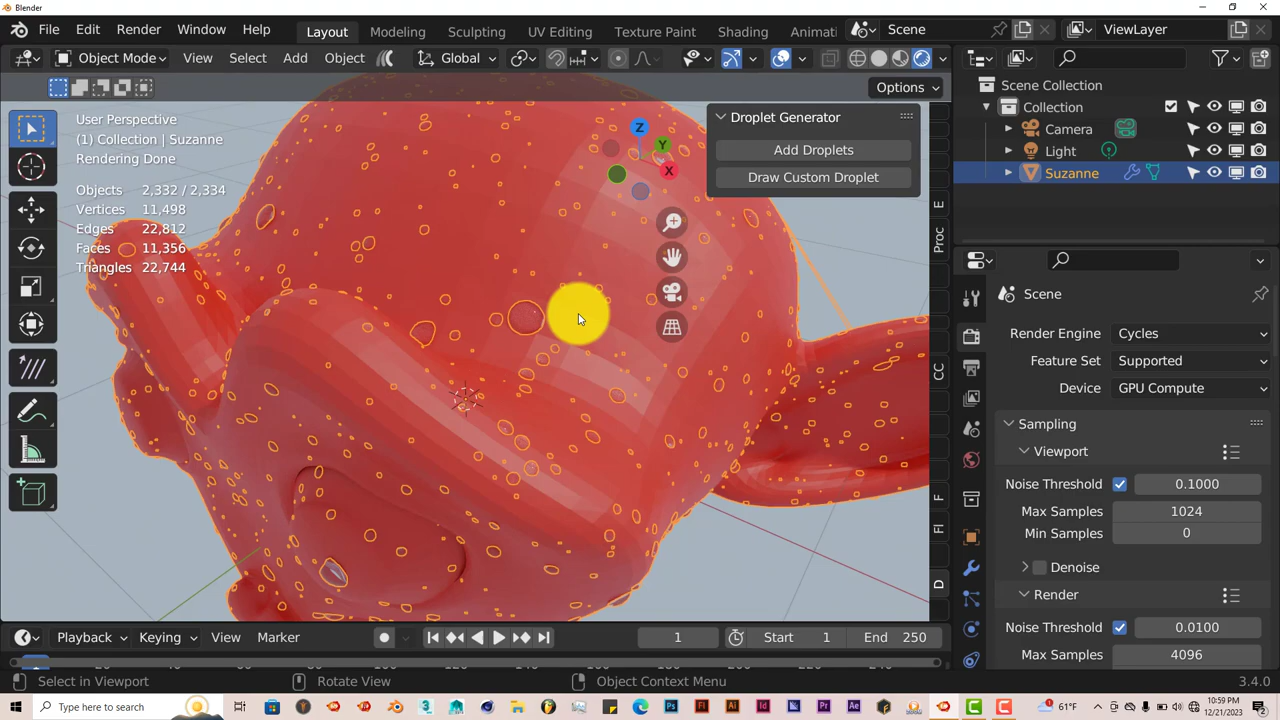 Blender
File Edit Render Window Help Layout Modeling Sculpting UV Editing Texture Paint Shading Animati Scene ViewLayer
Object Mode View Select Add Object Global
Options
User Perspective
(1) Collection | Suzanne
Rendering Done
Objects 2,332 / 2,334
Vertices 11,498
Edges 22,812
Faces 11,356
Triangles 22,744
Droplet Generator
Add Droplets
Draw Custom Droplet
Z
Y
X
E
Proc
CC
F
Fl
D
Scene Collection
Collection
Camera
Light
Suzanne
Scene
Render Engine Cycles
Feature Set Supported
Device GPU Compute
Sampling
Viewport
Noise Threshold 0.1000
Max Samples 1024
Min Samples 0
Denoise
Render
Noise Threshold 0.0100
Max Samples 4096
Playback Keying View Marker 1 Start 1 End 250
Select in Viewport Rotate View Object Context Menu 3.4.0
Type here to search 61°F 10:59 PM
12/21/2023